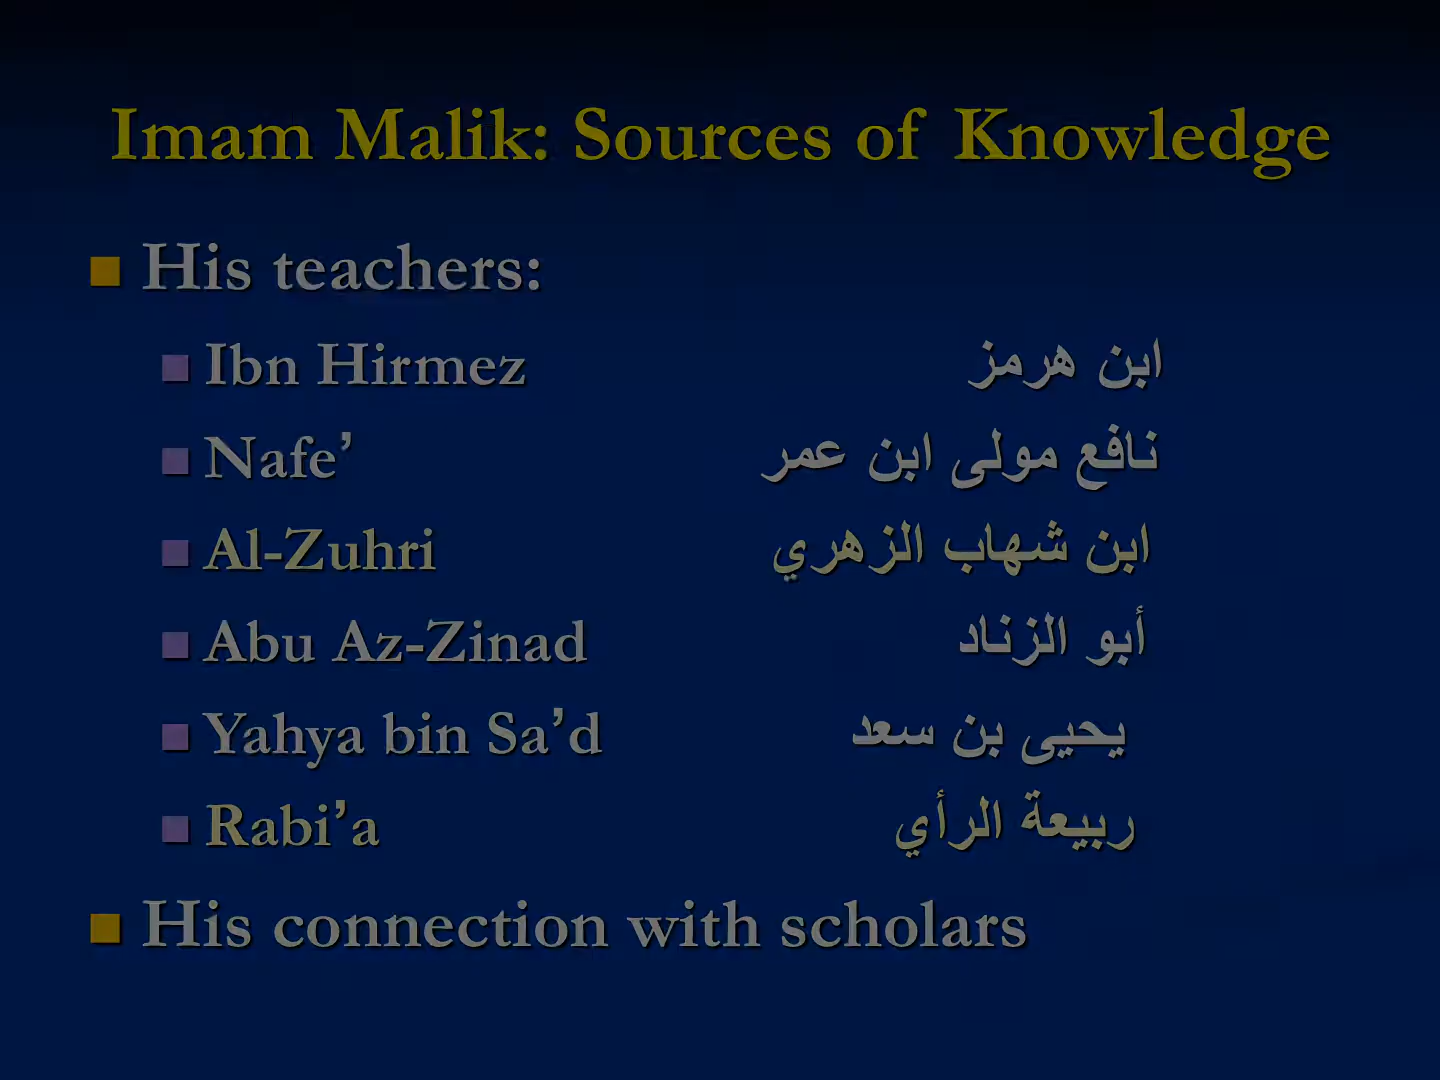 Imam Malik: Sources of Knowledge
His teachers:
Ibn Hirmez ابن هرمز
Nafe’ نافع مولى ابن عمر
Al-Zuhri ابن شهاب الزهري
Abu Az-Zinad أبو الزناد
Yahya bin Sa’d يحيى بن سعد
Rabi’a ربيعة الرأي
His connection with scholars